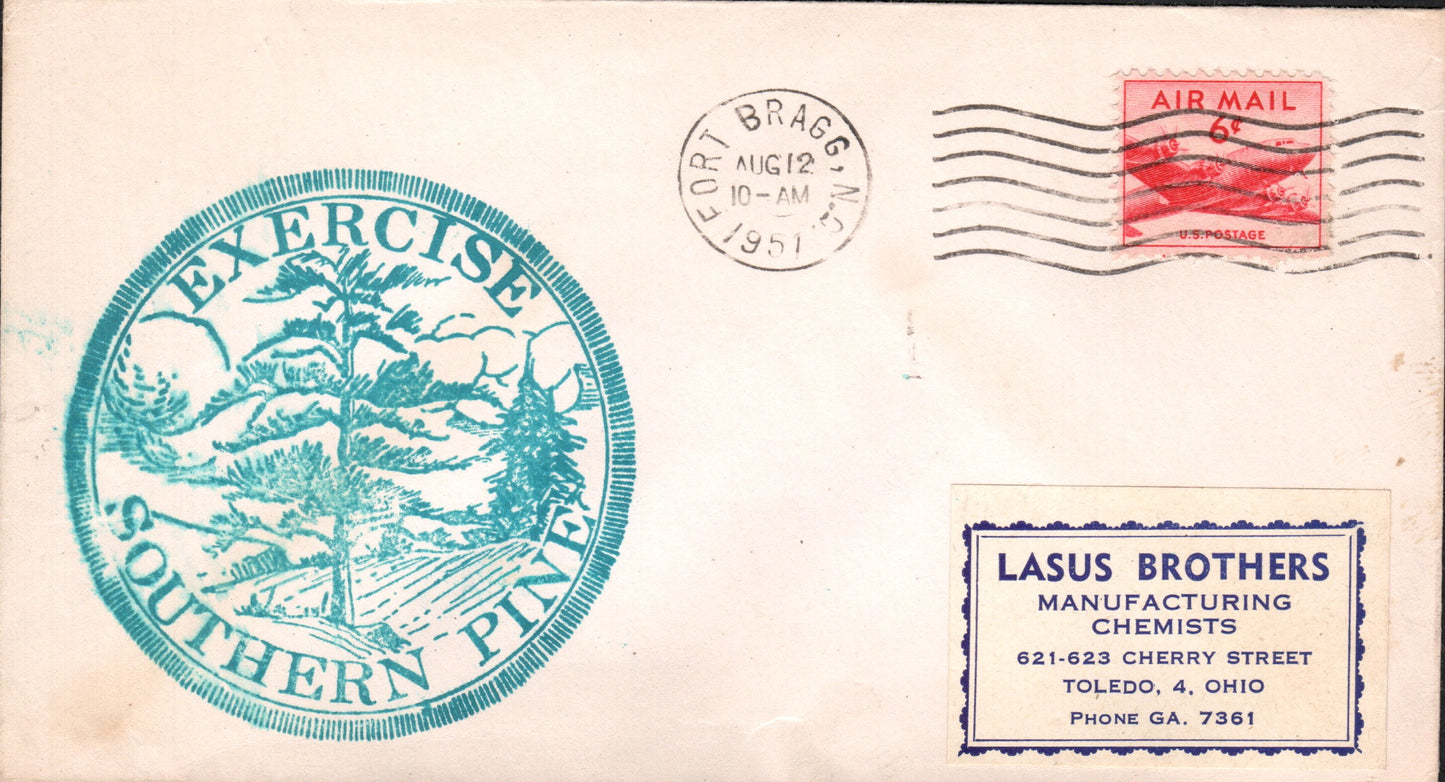 EXERCISE
SOUTHERN PINE
FORT BRAGG, N.C.
AUG 12
10-AM
1951
AIR MAIL
6¢
U.S. POSTAGE
LASUS BROTHERS
MANUFACTURING
CHEMISTS
621-623 CHERRY STREET
TOLEDO, 4, OHIO
PHONE GA. 7361